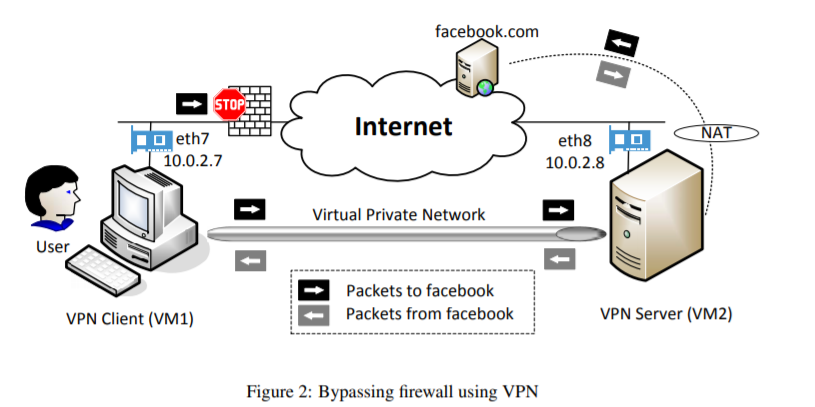 facebook.com
STOP
Internet
NAT
eth7
10.0.2.7
eth8
10.0.2.8
User
Virtual Private Network
VPN Client (VM1)
Packets to facebook
Packets from facebook
VPN Server (VM2)
Figure 2: Bypassing firewall using VPN